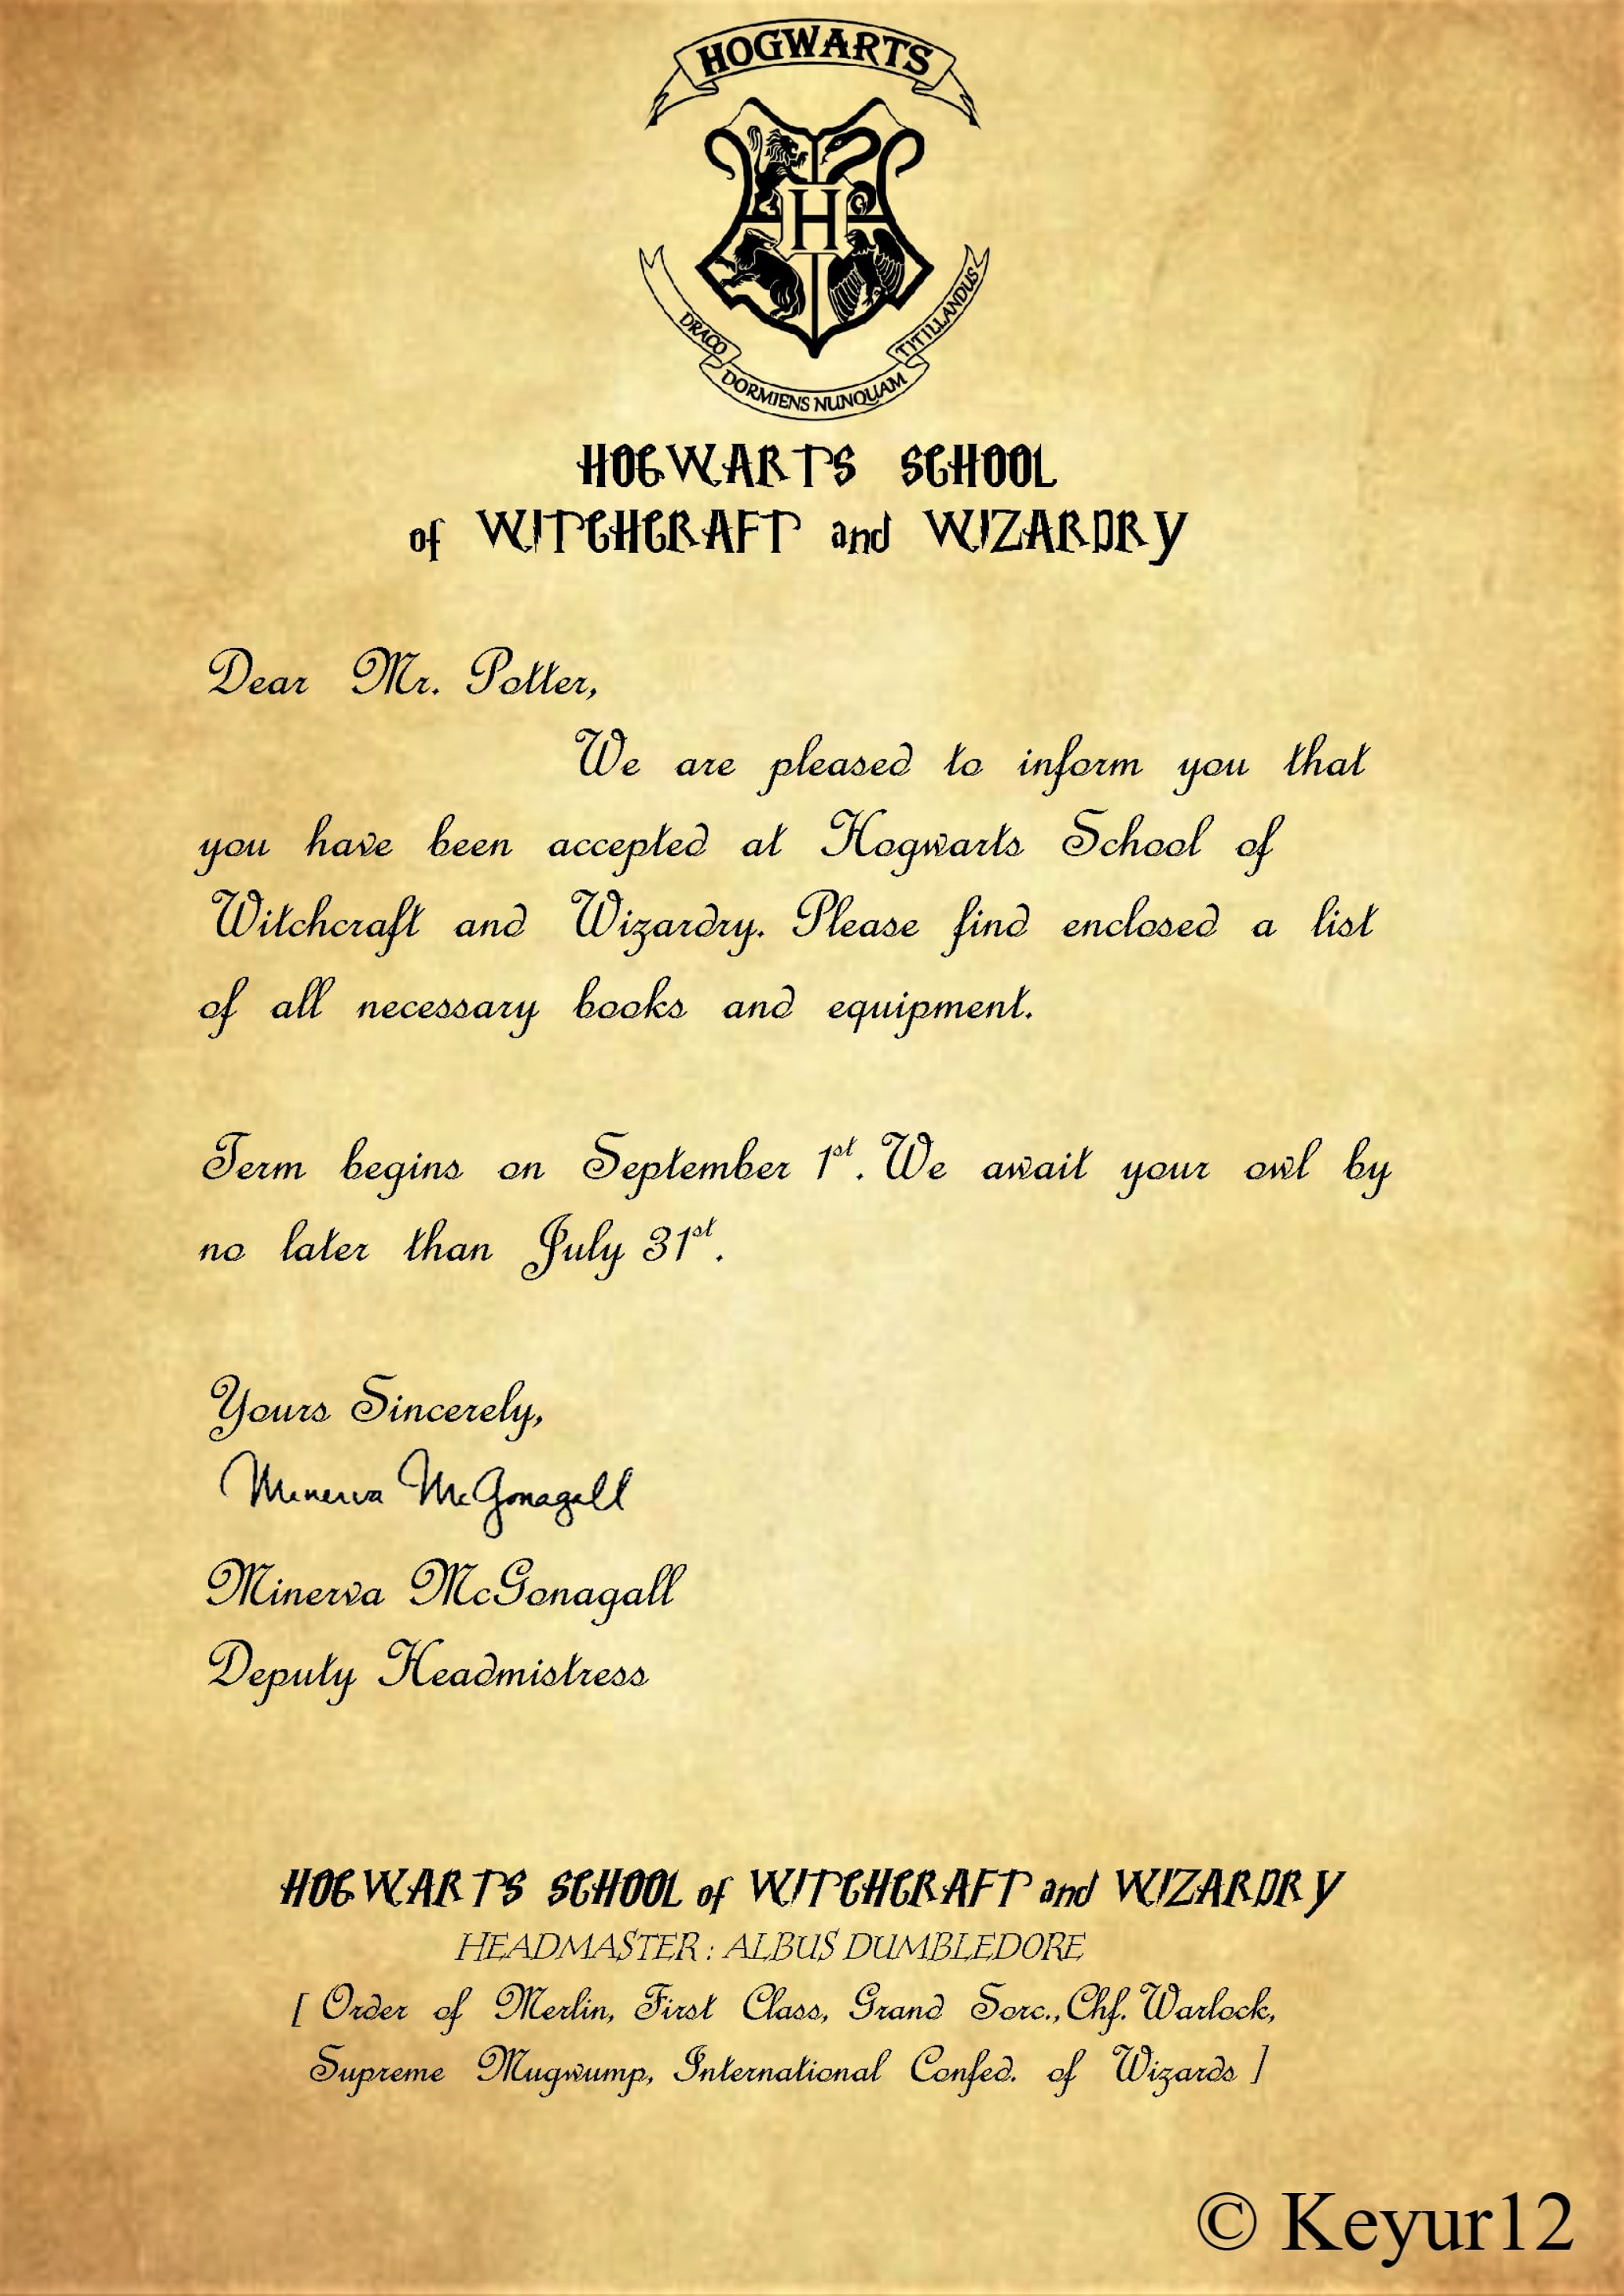 HOGWARTS
H
DRACO
DORMIENS NUNQUAM
TITILLANDUS
HOGWARTS SCHOOL
of WITCHCRAFT and WIZARDRY
Dear Mr. Potter,
We are pleased to inform you that
you have been accepted at Hogwarts School of
Witchcraft and Wizardry. Please find enclosed a list
of all necessary books and equipment.
Term begins on September 1st. We await your owl by
no later than July 31st.
Yours Sincerely,
Minerva McGonagall
Minerva McGonagall
Deputy Headmistress
HOGWARTS SCHOOL of WITCHCRAFT and WIZARDRY
HEADMASTER : ALBUS DUMBLEDORE
[ Order of Merlin, First Class, Grand Sorc., Chf. Warlock,
Supreme Mugwump, International Confed. of Wizards ]
© Keyur12